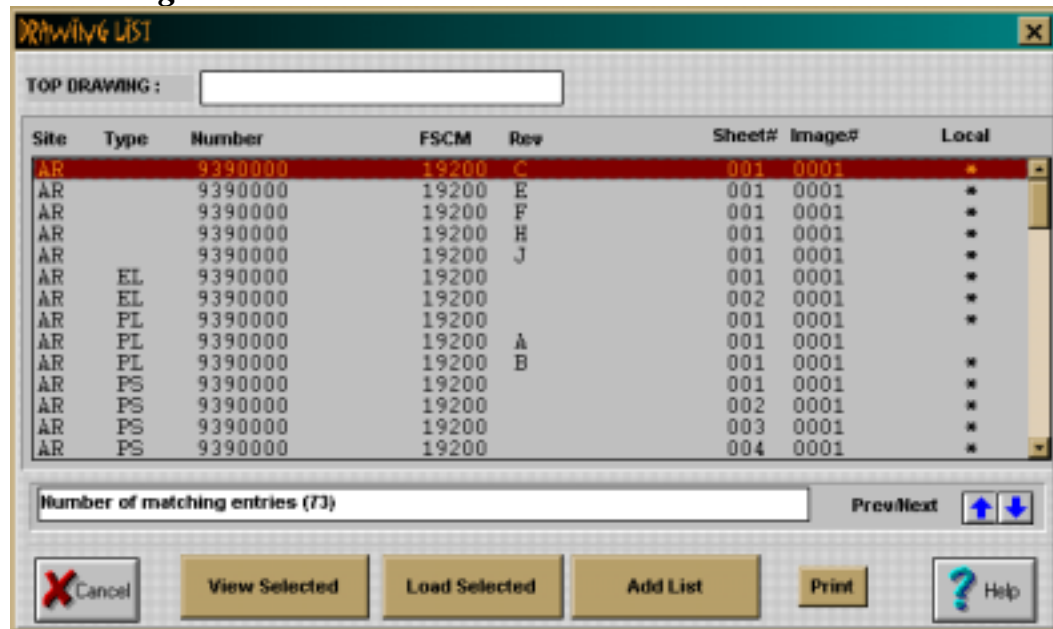 DRAWING LIST
TOP DRAWING :
Site Type Number FSCM Rev Sheet# Image# Local
AR 9390000 19200 C 001 0001 *
AR 9390000 19200 E 001 0001 *
AR 9390000 19200 F 001 0001 *
AR 9390000 19200 H 001 0001 *
AR 9390000 19200 J 001 0001 *
AR EL 9390000 19200 001 0001 *
AR EL 9390000 19200 002 0001 *
AR PL 9390000 19200 001 0001 *
AR PL 9390000 19200 A 001 0001
AR PL 9390000 19200 B 001 0001 *
AR PS 9390000 19200 001 0001 *
AR PS 9390000 19200 002 0001 *
AR PS 9390000 19200 003 0001 *
AR PS 9390000 19200 004 0001 *
Number of matching entries (73)
Prev/Next
Cancel View Selected Load Selected Add List Print ? Help